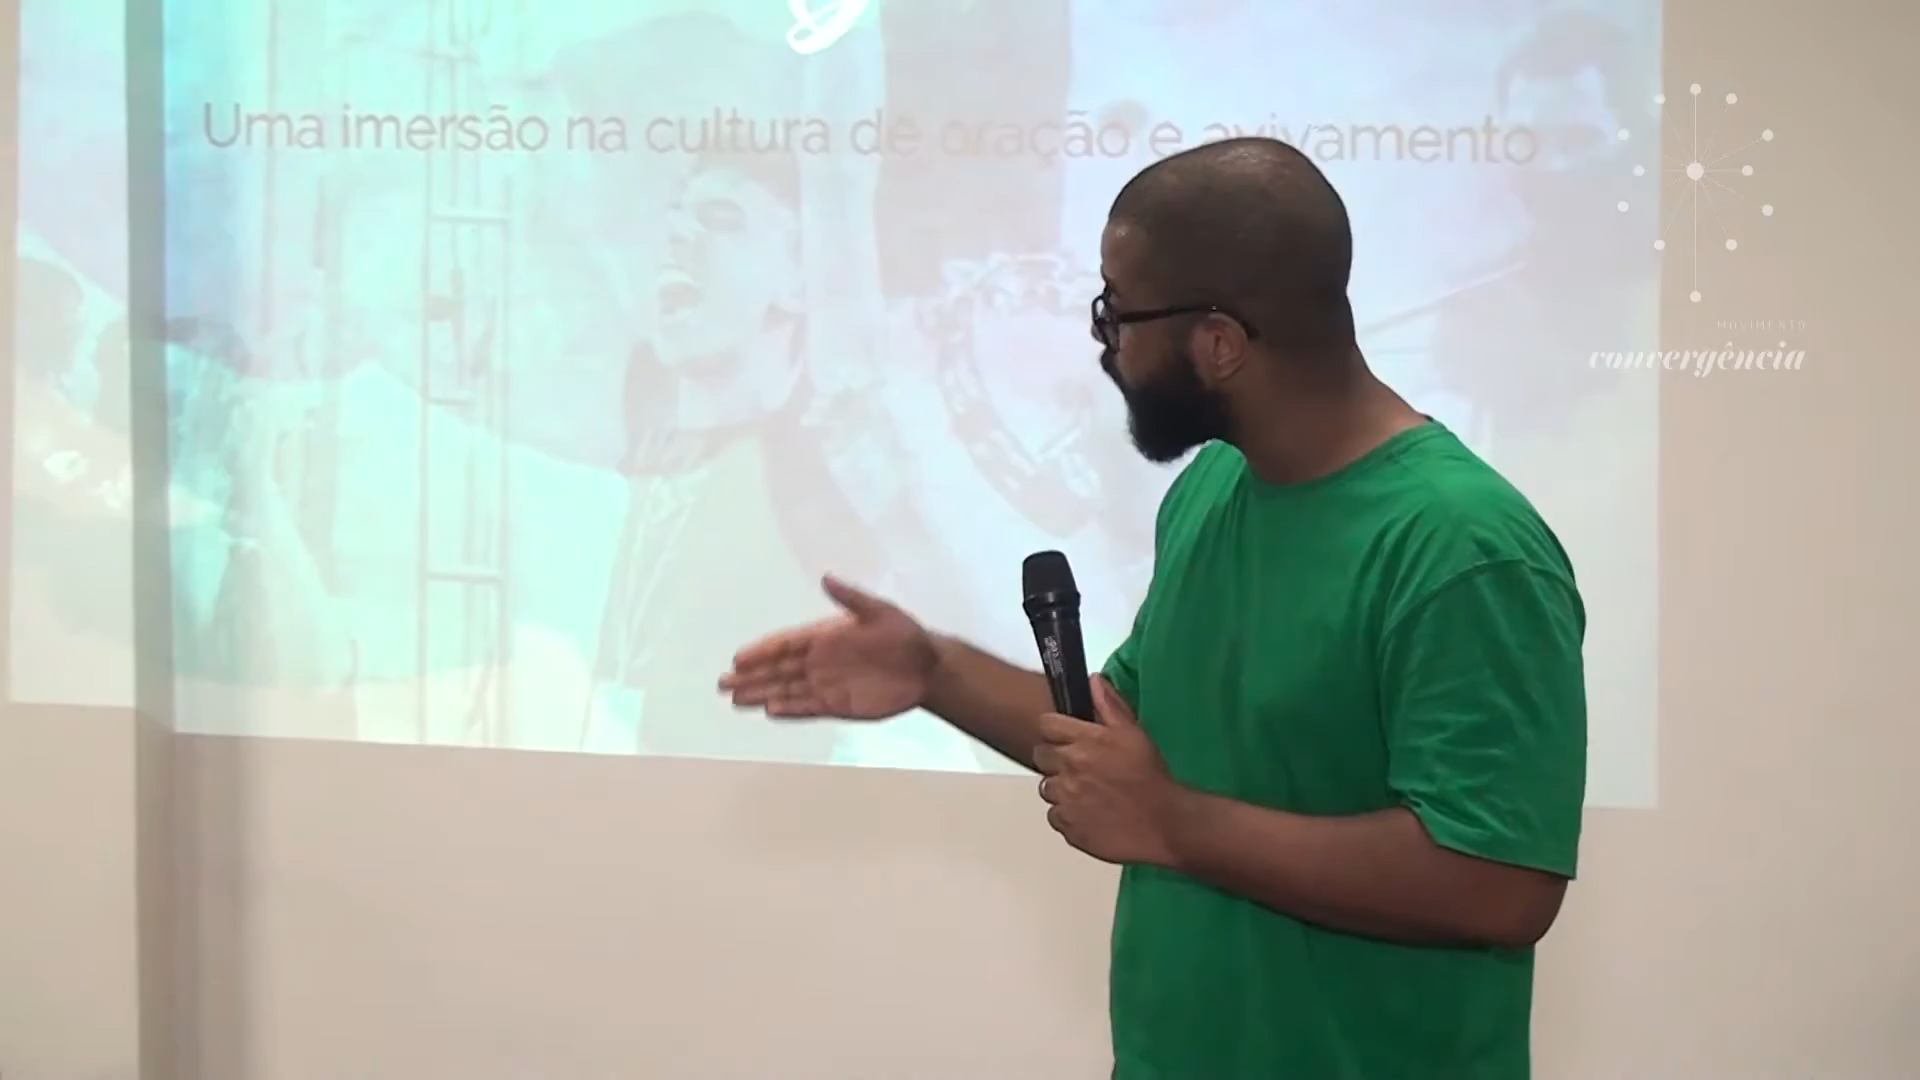 Uma imersão na cultura de oração e avivamento
MOVIMENTO
convergência